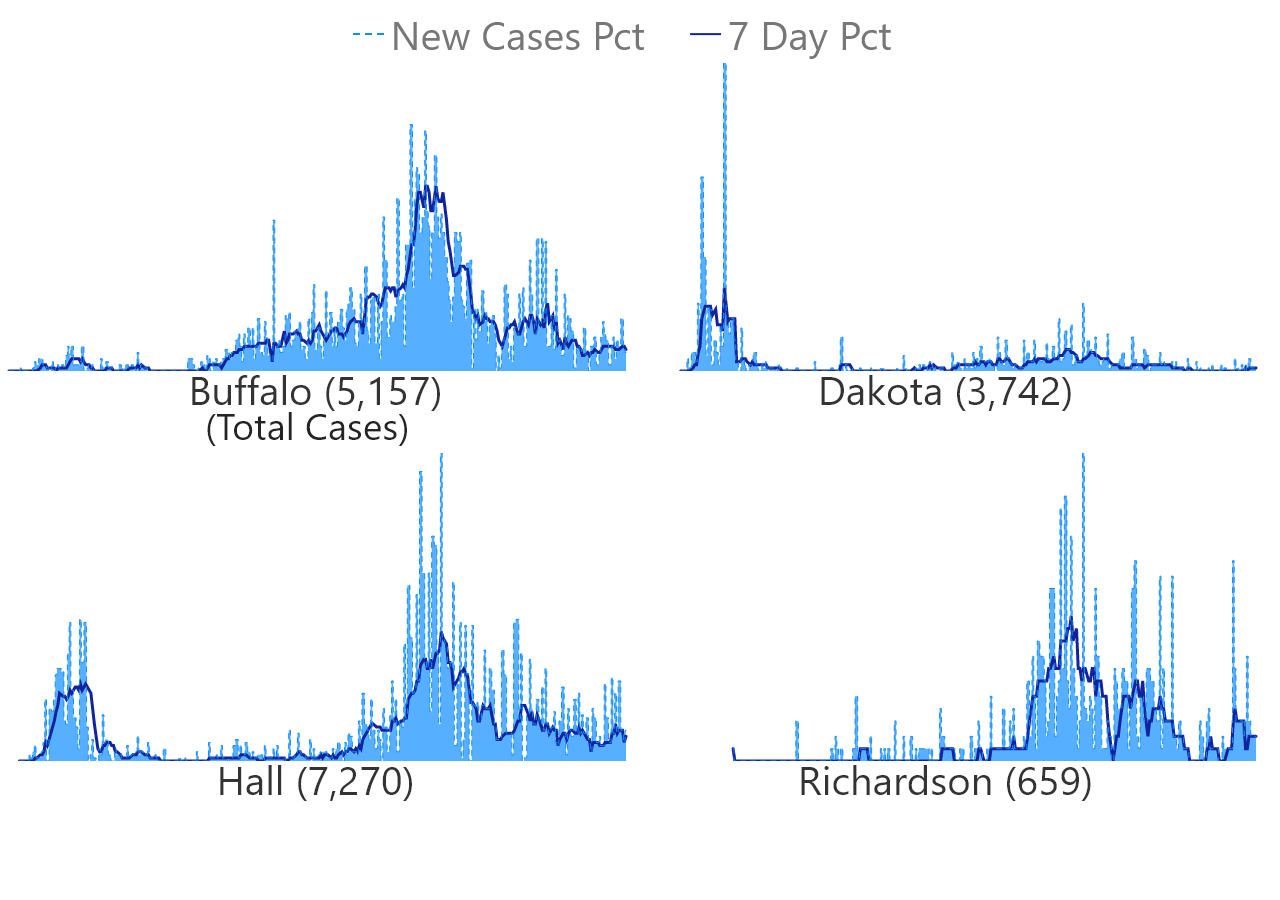 New Cases Pct 7 Day Pct
Buffalo (5,157)
(Total Cases)
Dakota (3,742)
Hall (7,270)
Richardson (659)